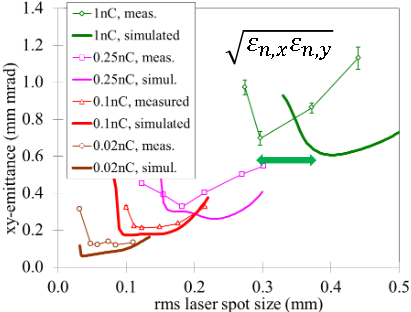 1nC, meas.
1nC, simulated
0.25nC, meas.
0.25nC, simul.
0.1nC, measured
0.1nC, simulated
0.02nC, meas.
0.02nC, simul.
√εn,xεn,y
xy-emittance (mm mrad)
1.4
1.2
1.0
0.8
0.6
0.4
0.2
0.0
0.0 0.1 0.2 0.3 0.4 0.5
rms laser spot size (mm)